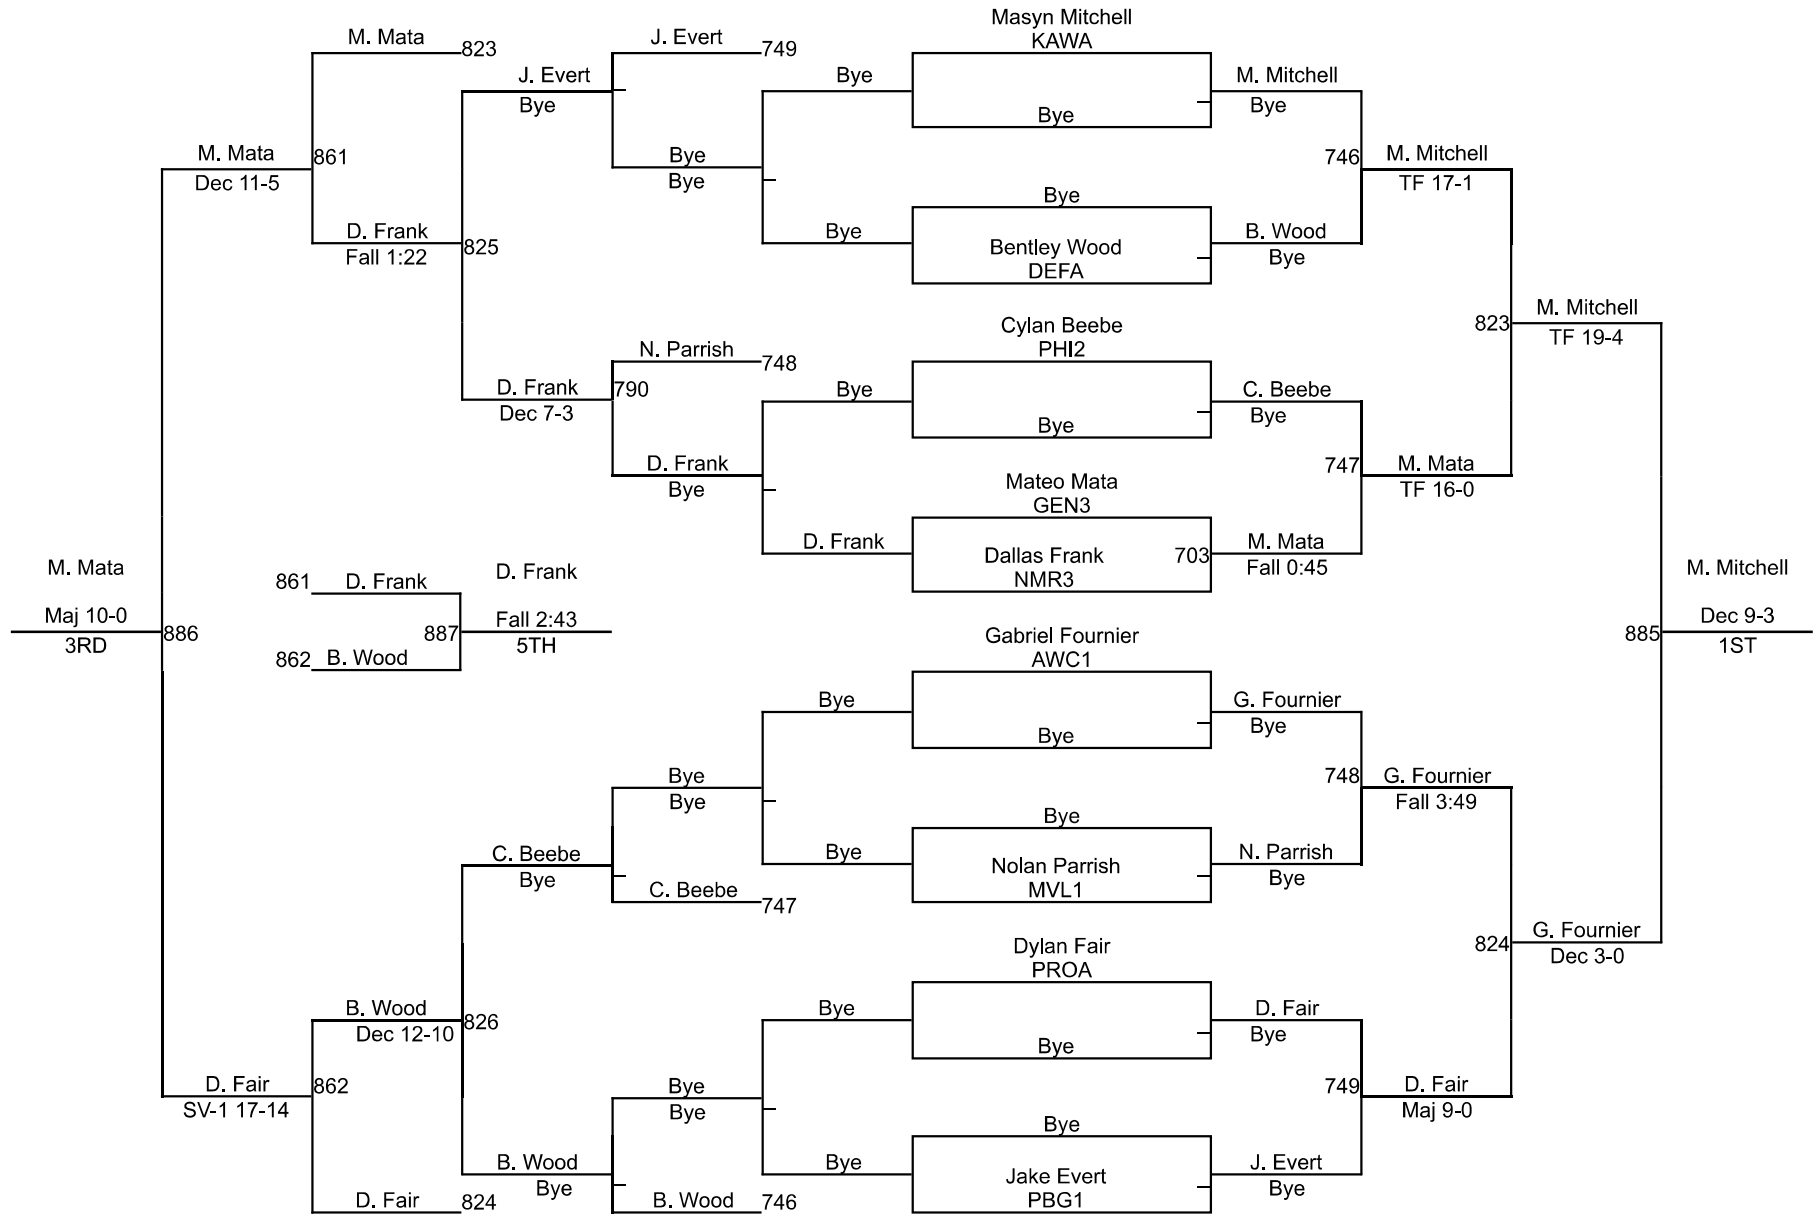 Masyn Mitchell
KAWA
M. Mata
823
J. Evert
749
J. Evert
Bye
Bye
M. Mitchell
Bye
Bye
M. Mata
861
Dec 11-5
Bye
Bye
746
M. Mitchell
TF 17-1
Bye
D. Frank
825
Fall 1:22
Bye
Bentley Wood
DEFA
B. Wood
Bye
M. Mitchell
823
TF 19-4
Cylan Beebe
PHI2
N. Parrish
748
D. Frank
790
Dec 7-3
Bye
C. Beebe
Bye
Bye
D. Frank
Bye
747
M. Mata
TF 16-0
Mateo Mata
GEN3
D. Frank
Dallas Frank
703
NMR3
M. Mata
Fall 0:45
M. Mata
Maj 10-0
886
3RD
861
D. Frank
D. Frank
887
Fall 2:43
5TH
862
B. Wood
M. Mitchell
885
Dec 9-3
1ST
Gabriel Fournier
AWC1
Bye
G. Fournier
Bye
Bye
Bye
Bye
748
G. Fournier
Fall 3:49
Bye
C. Beebe
Bye
Bye
Nolan Parrish
MVL1
N. Parrish
Bye
C. Beebe
747
824
G. Fournier
Dec 3-0
Dylan Fair
PROA
B. Wood
826
Dec 12-10
Bye
D. Fair
Bye
Bye
D. Fair
862
SV-1 17-14
Bye
Bye
749
D. Fair
Maj 9-0
Bye
B. Wood
Bye
Bye
Jake Evert
PBG1
J. Evert
Bye
D. Fair
824
B. Wood
746